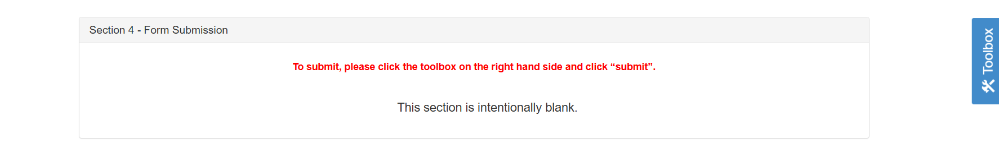 Section 4 - Form Submission
To submit, please click the toolbox on the right hand side and click “submit”.
This section is intentionally blank.
Toolbox